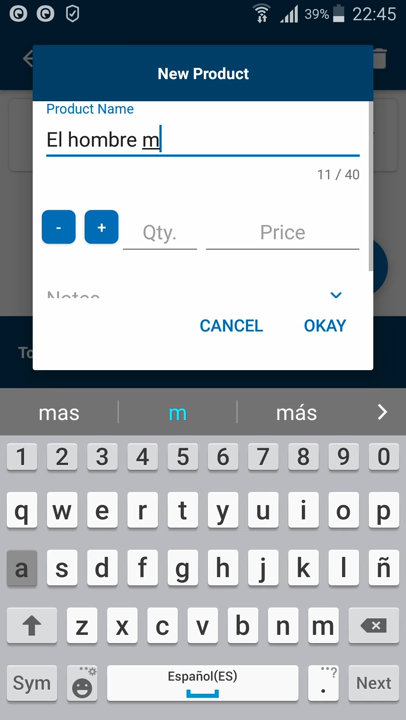 39% 22:45
New Product
Product Name
El hombre m
11 / 40
- + Qty. Price
Notes
CANCEL OKAY
To
mas m más
1 2 3 4 5 6 7 8 9 0
q w e r t y u i o p
a s d f g h j k l ñ
z x c v b n m
Sym Español(ES) . ? Next